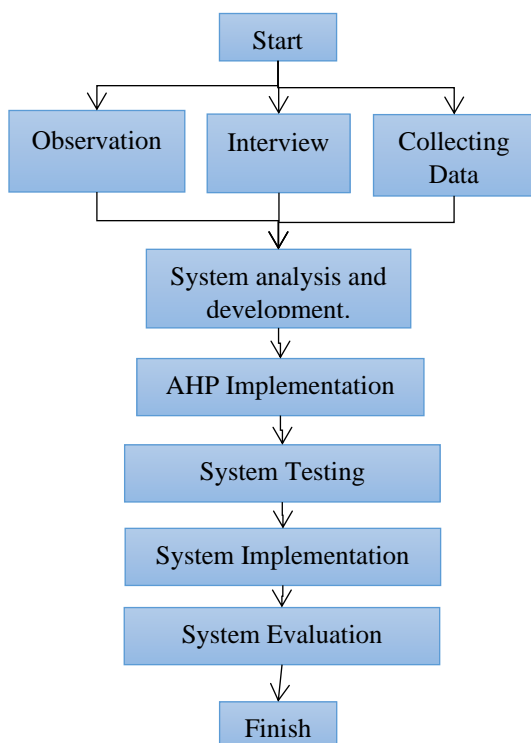 Start
Observation
Interview
Collecting
Data
System analysis and
development.
AHP Implementation
System Testing
System Implementation
System Evaluation
Finish